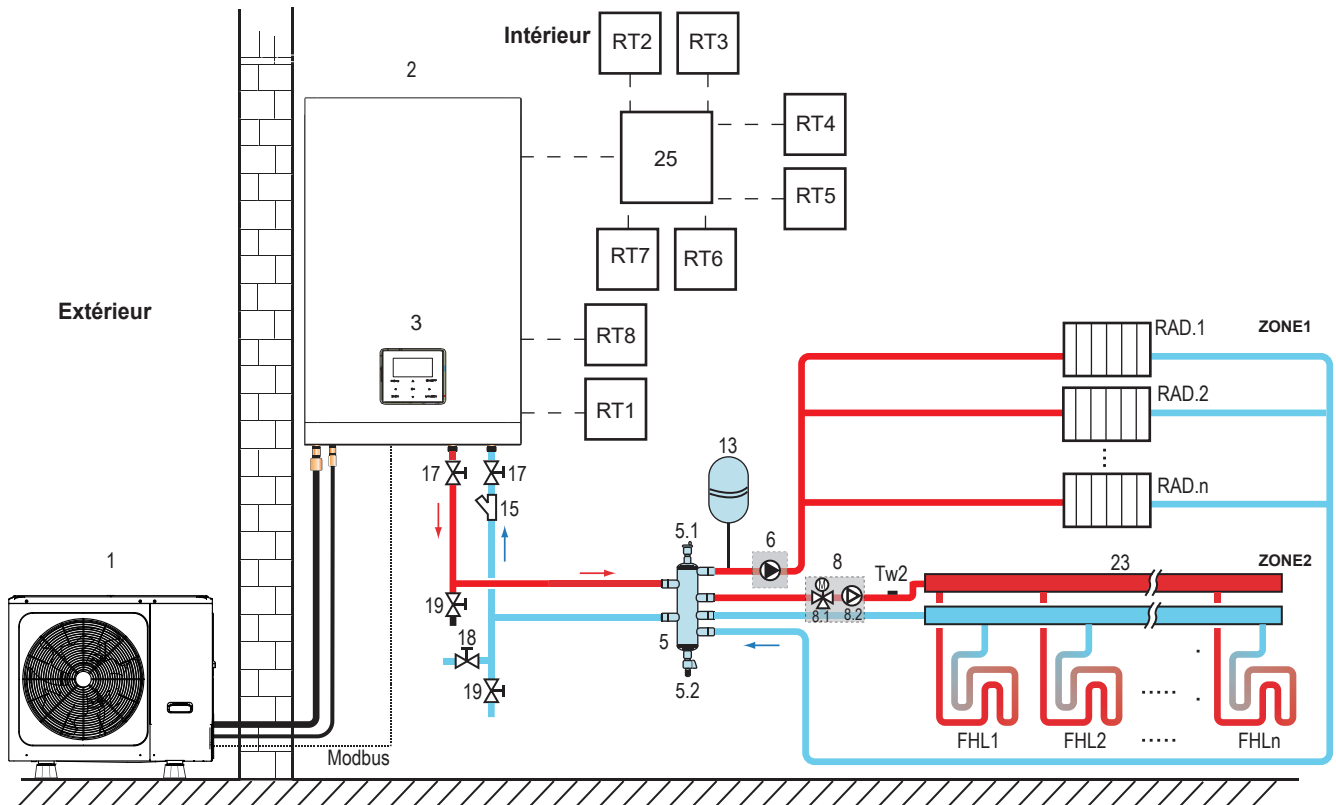 Intérieur
RT2
RT3
2
RT4
25
RT5
RT7
RT6
Extérieur
3
RT8
RT1
RAD.1
ZONE1
RAD.2
RAD.n
17
17
13
15
5.1
6
1
8
Tw2
23
ZONE2
M
8.1
8.2
19
18
5
19
5.2
FHL1
FHL2
.....
FHLn
Modbus